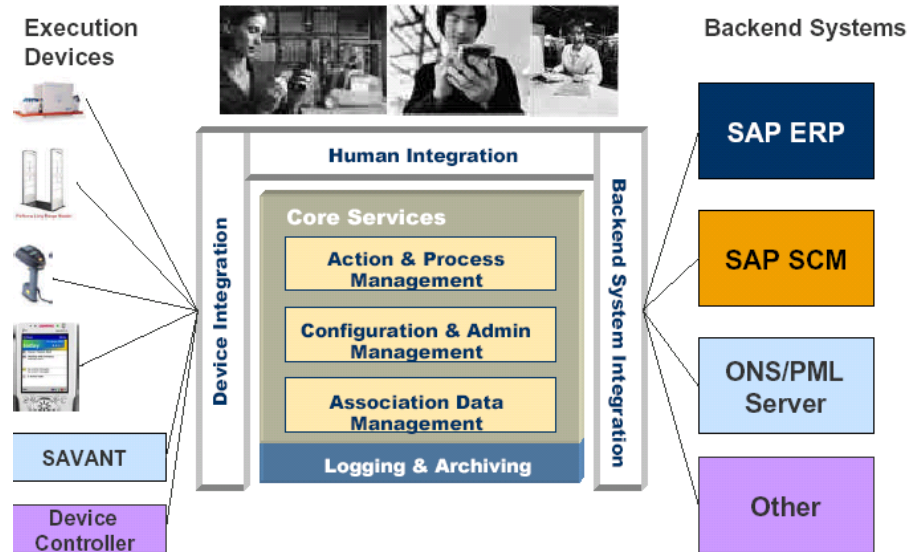 Execution
Devices
Backend Systems
SAP ERP
Human Integration
Core Services
Action & Process
Management
Configuration & Admin
Management
Association Data
Management
Logging & Archiving
Device Integration
Backend System Integration
SAP SCM
ONS/PML
Server
Other
SAVANT
Device
Controller